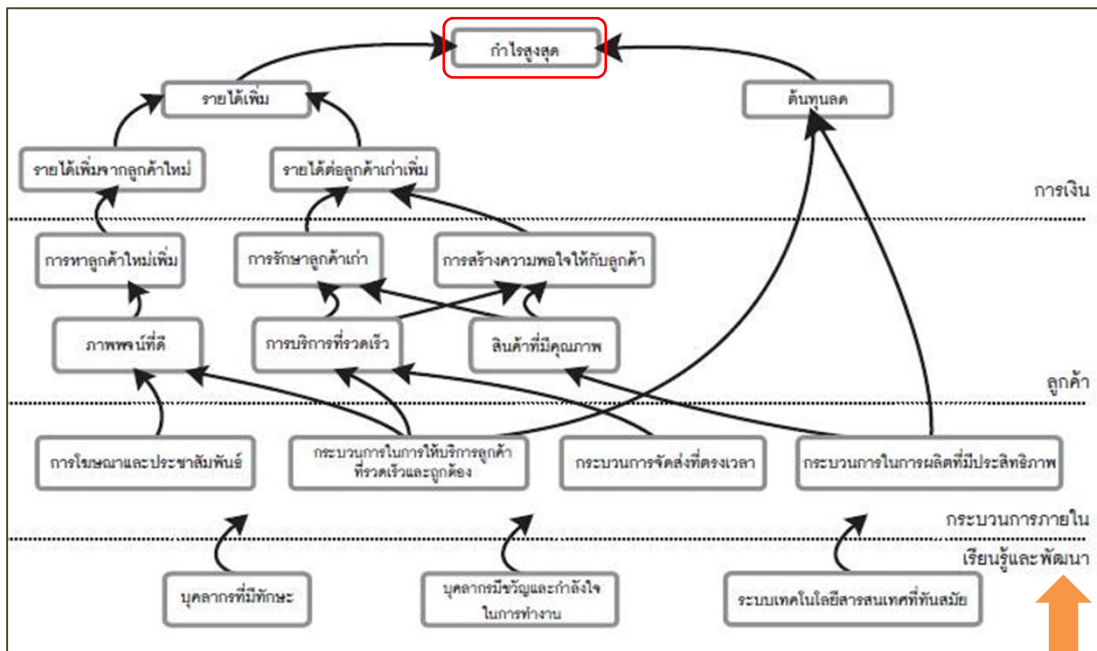 กำไรสูงสุด
รายได้เพิ่ม
ต้นทุนลด
รายได้เพิ่มจากลูกค้าใหม่
รายได้ต่อลูกค้าเก่าเพิ่ม
การเงิน
การหาลูกค้าใหม่เพิ่ม
การรักษาลูกค้าเก่า
การสร้างความพอใจให้กับลูกค้า
ภาพพจน์ที่ดี
การบริการที่รวดเร็ว
สินค้าที่มีคุณภาพ
ลูกค้า
การโฆษณาและประชาสัมพันธ์
กระบวนการในการให้บริการลูกค้า
ที่รวดเร็วและถูกต้อง
กระบวนการจัดส่งที่ตรงเวลา
กระบวนการในการผลิตที่มีประสิทธิภาพ
กระบวนการภายใน
เรียนรู้และพัฒนา
บุคลากรที่มีทักษะ
บุคลากรมีขวัญและกำลังใจ
ในการทำงาน
ระบบเทคโนโลยีสารสนเทศที่ทันสมัย